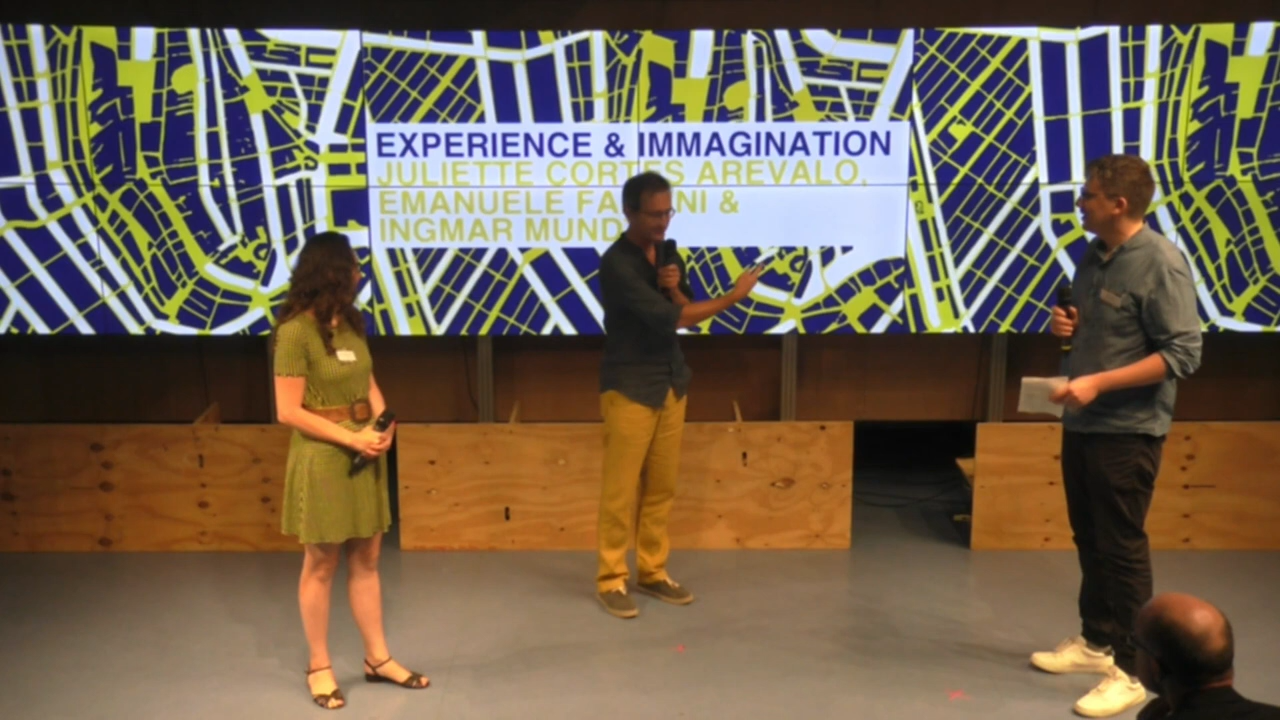 EXPERIENCE & IMMAGINATION
JULIETTE CORTES AREVALO,
EMANUELE &
INGMAR